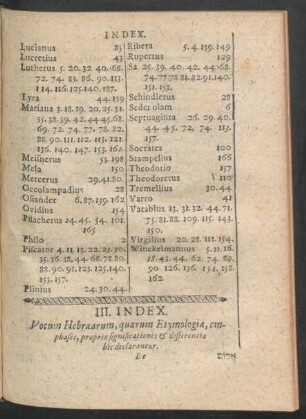 INDEX.
Lucianus 83
Lucretius 43
Lutherus 5. 20. 32. 40. 68.
72. 74. 83. 86. 90. 113.
114. 116. 125. 140. 187.
Lyra 44. 139
Mariana 3. 18. 19. 20. 25. 31.
35. 38. 39. 42. 44. 45. 68.
69. 72. 74. 77. 78. 82.
88. 90. 111. 112. 113. 121.
136. 140. 147. 153. 162.
Meisnerus 53. 198
Mela 150
Mercerus 29. 41. 80.
Oecolampadius 28
Osiander 6. 87. 139. 162
Ovidius 154
Pflacherus 24. 45. 54. 101.
165.
Philo 2
Piscator 4. 11. 13. 22. 25. 30.
35. 36. 38. 44. 68. 78. 80.
88. 90. 91. 123. 125. 140.
158.
Plinius 24. 30. 44.
Ribera 5. 4. 139. 149
Rupertus 129
Sa 25. 39. 40. 42. 44. 68.
74. 77. 78. 81. 82. 91. 140.
151. 153.
Schindlerus 28
Seder olam 6
Septuaginta 26. 29. 40.
44. 45. 72. 74. 113.
157.
Socrates 100
Stampelius 166
Theodotio 157
Theodoretus 110
Tremellius 30. 44
Varro 41
Vatablus 13. 31. 32. 44. 71.
75. 81. 88. 109. 115. 143.
150.
Virgilius 20. 28. 111. 154.
Winckelmannus 5. 11. 16.
18. 43. 44. 62. 74. 89.
90. 126. 136. 151. 158.
162.
III. INDEX.
Vocum Hebræarum, quarum Etymologia, em-
phases, propriæ significationes & differentiæ
hic declarantur.